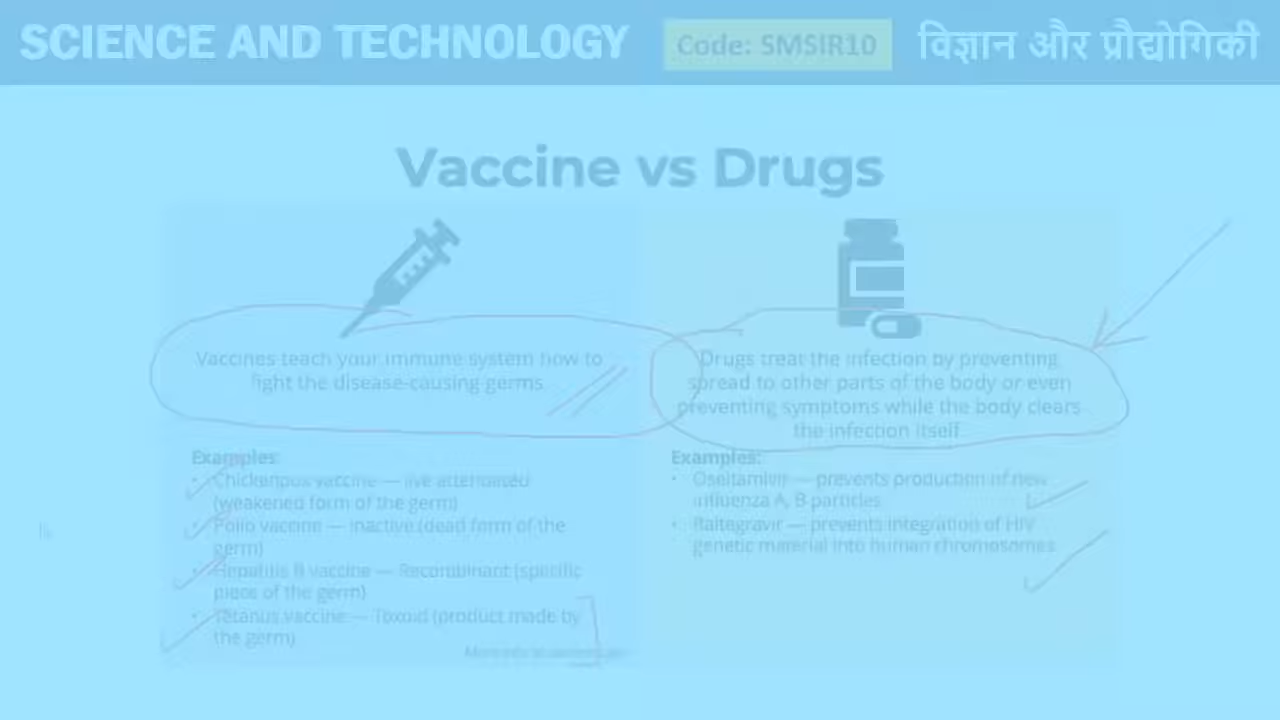 SCIENCE AND TECHNOLOGY
Code: SMSIR10
विज्ञान और प्रौद्योगिकी
Vaccine vs Drugs
Vaccines teach your immune system how to
fight the disease-causing germs.
Examples:
• Chickenpox vaccine — live attenuated
(weakened form of the germ)
• Polio vaccine — inactive (dead form of the
germ)
• Hepatitis B vaccine — Recombinant (specific
piece of the germ)
• Tetanus vaccine — Toxoid (product made by
the germ)
Drugs treat the infection by preventing
spread to other parts of the body or even
preventing symptoms while the body clears
the infection itself.
Examples:
• Oseltamivir — prevents production of new
influenza A, B particles
• Raltegravir — prevents integration of HIV
genetic material into human chromosomes